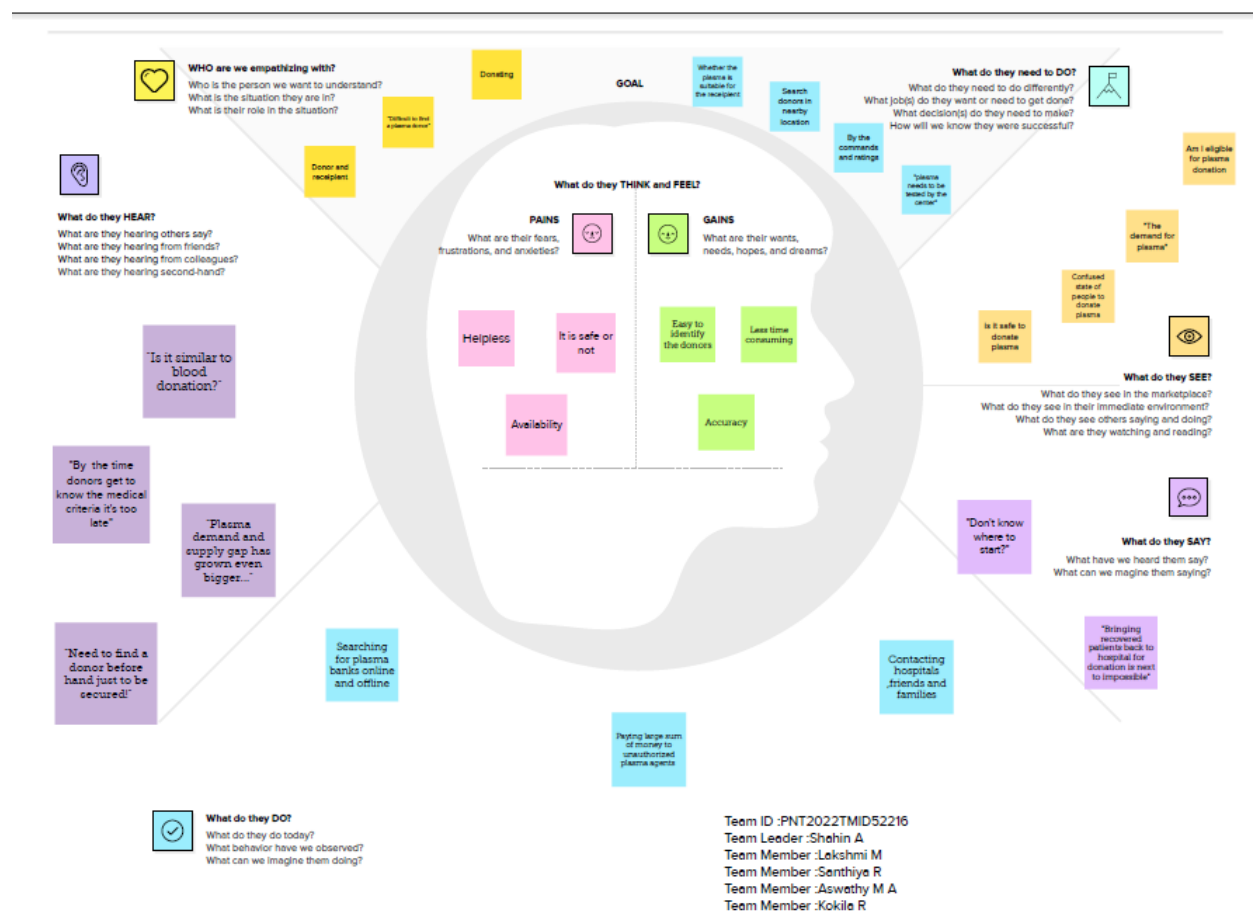 WHO are we empathizing with?
Who is the person we want to understand?
What is the situation they are in?
What is their role in the situation?
Donating
"Difficult to find
a plasma donor"
Donor and
receipient
GOAL
Whether the
plasma is
suitable for
the receipient
Search
donors in
nearby
location
By the
commands
and ratings
"plasma
needs to be
tested by the
center"
What do they need to DO?
What do they need to do differently?
What job(s) do they want or need to get done?
What decision(s) do they need to make?
How will we know they were successful?
What do they HEAR?
What are they hearing others say?
What are they hearing from friends?
What are they hearing from colleagues?
What are they hearing second-hand?
"Is it similar to
blood
donation?"
"By the time
donors get to
know the medical
criteria it's too
late"
"Plasma
demand and
supply gap has
grown even
bigger..."
"Need to find a
donor before
hand just to be
secured!"
What do they THINK and FEEL?
PAINS
What are their fears,
frustrations, and anxieties?
GAINS
What are their wants,
needs, hopes, and dreams?
Helpless
It is safe or
not
Availability
Easy to
identify
the donors
Less time
consuming
Accuracy
Am I eligible
for plasma
donation
"The
demand for
plasma"
Confused
state of
people to
donate
plasma
Is it safe to
donate
plasma
What do they SEE?
What do they see in the marketplace?
What do they see in their immediate environment?
What do they see others saying and doing?
What are they watching and reading?
"Don't know
where to
start?"
What do they SAY?
What have we heard them say?
What can we magine them saying?
"Bringing
recovered
patients back to
hospital for
donation is next
to impossible"
Searching
for plasma
banks online
and offline
Paying large sum
of money to
unauthorized
plasma agents
Contacting
hospitals
,friends and
families
What do they DO?
What do they do today?
What behavior have we observed?
What can we imagine them doing?
Team ID :PNT2022TMID52216
Team Leader :Shahin A
Team Member :Lakshmi M
Team Member :Santhiya R
Team Member :Aswathy M A
Team Member :Kokila R